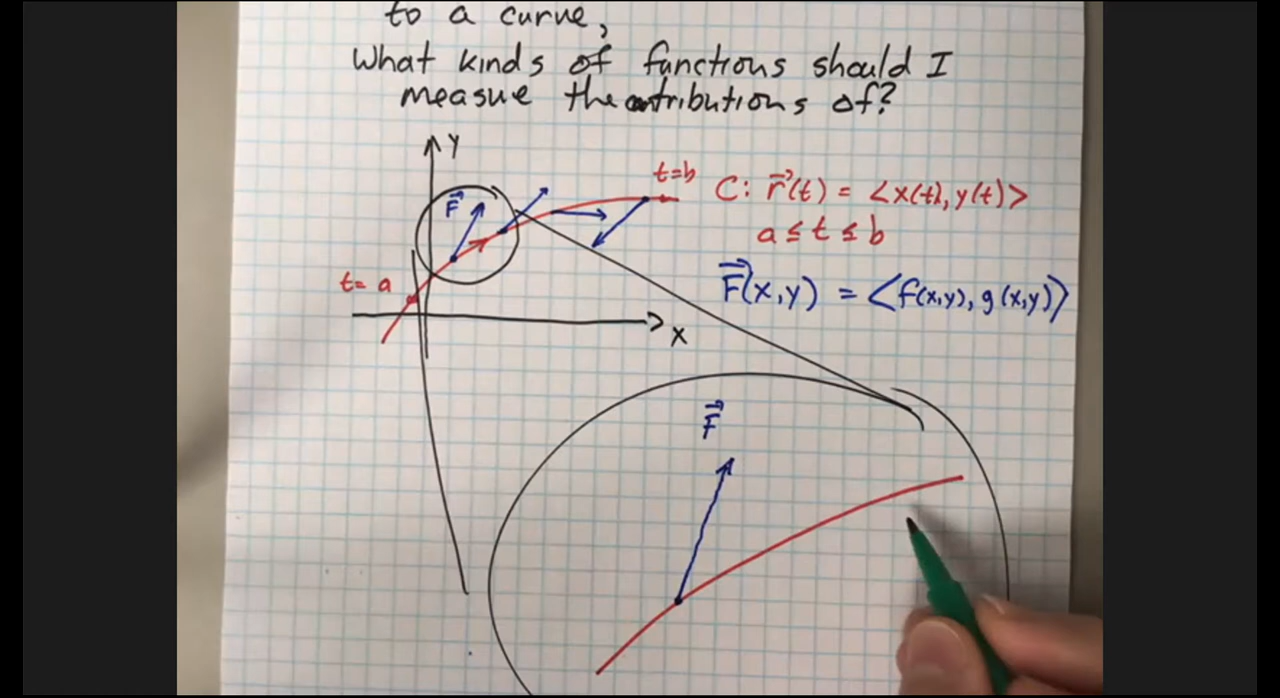 to a curve,
What kinds of functions should I
measue the contributions of?
y
F⃗
t=b
C: r⃗(t) = <x(t), y(t)>
a ≤ t ≤ b
t= a
F⃗(x,y) = <f(x,y), g(x,y)>
x
F⃗